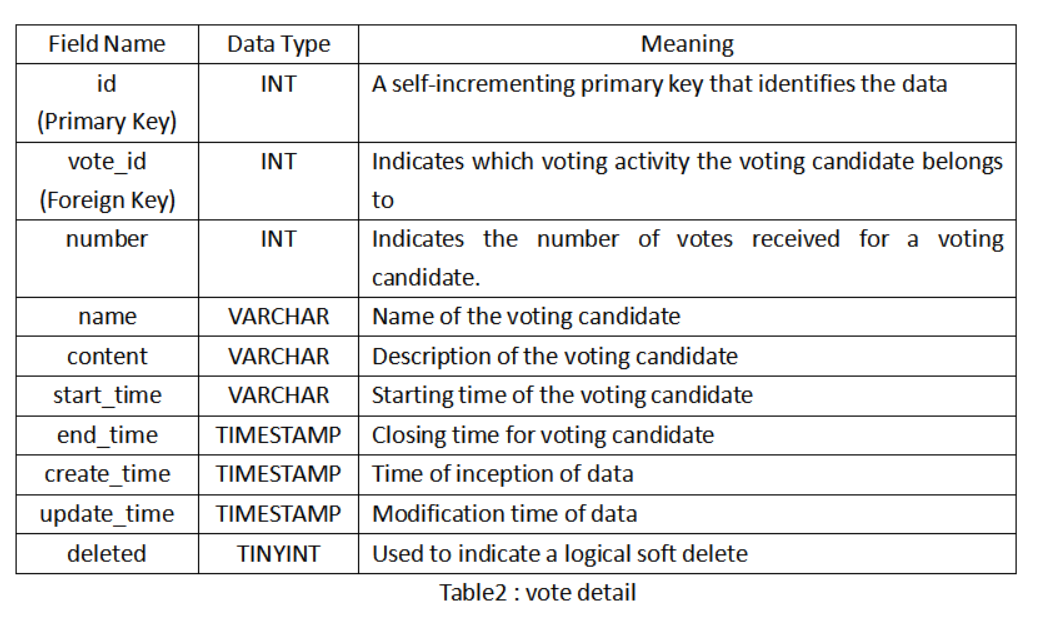 Field Name Data Type Meaning
id INT A self-incrementing primary key that identifies the data
(Primary Key)
vote_id INT Indicates which voting activity the voting candidate belongs
(Foreign Key) to
number INT Indicates the number of votes received for a voting
candidate.
name VARCHAR Name of the voting candidate
content VARCHAR Description of the voting candidate
start_time VARCHAR Starting time of the voting candidate
end_time TIMESTAMP Closing time for voting candidate
create_time TIMESTAMP Time of inception of data
update_time TIMESTAMP Modification time of data
deleted TINYINT Used to indicate a logical soft delete
Table2 : vote detail